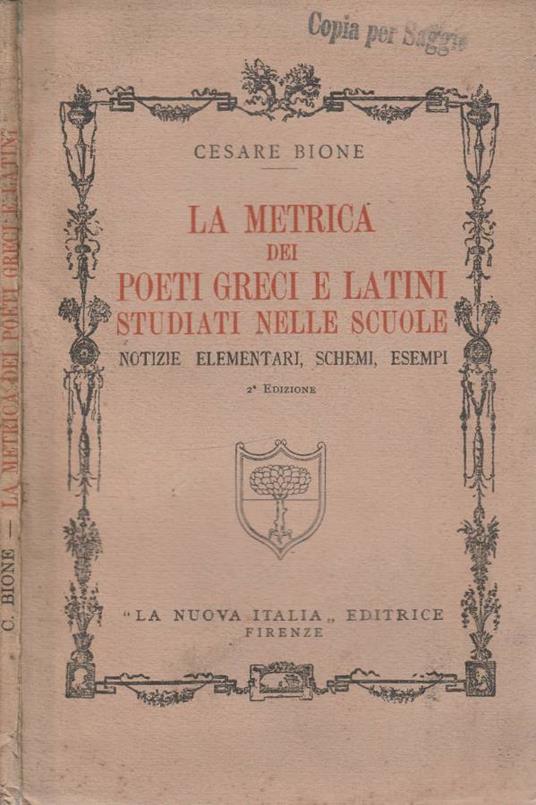 Copia per Saggio
CESARE BIONE
LA METRICA
DEI
POETI GRECI E LATINI
STUDIATI NELLE SCUOLE
NOTIZIE ELEMENTARI, SCHEMI, ESEMPI
2ª EDIZIONE
"LA NUOVA ITALIA„ EDITRICE
FIRENZE
C. BIONE — LA METRICA DEI POETI GRECI E LATINI